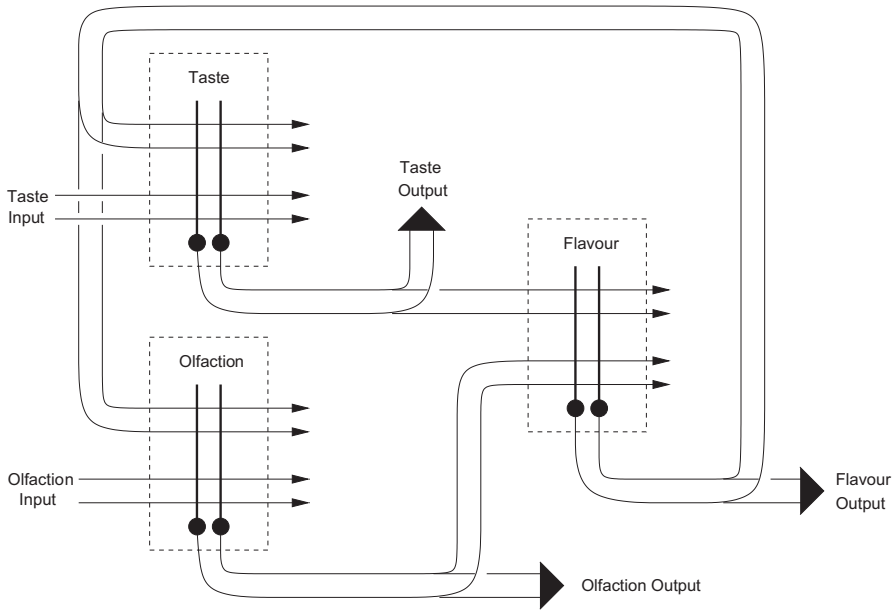 Taste
Taste
Input
Taste
Output
Flavour
Olfaction
Olfaction
Input
Flavour
Output
Olfaction Output